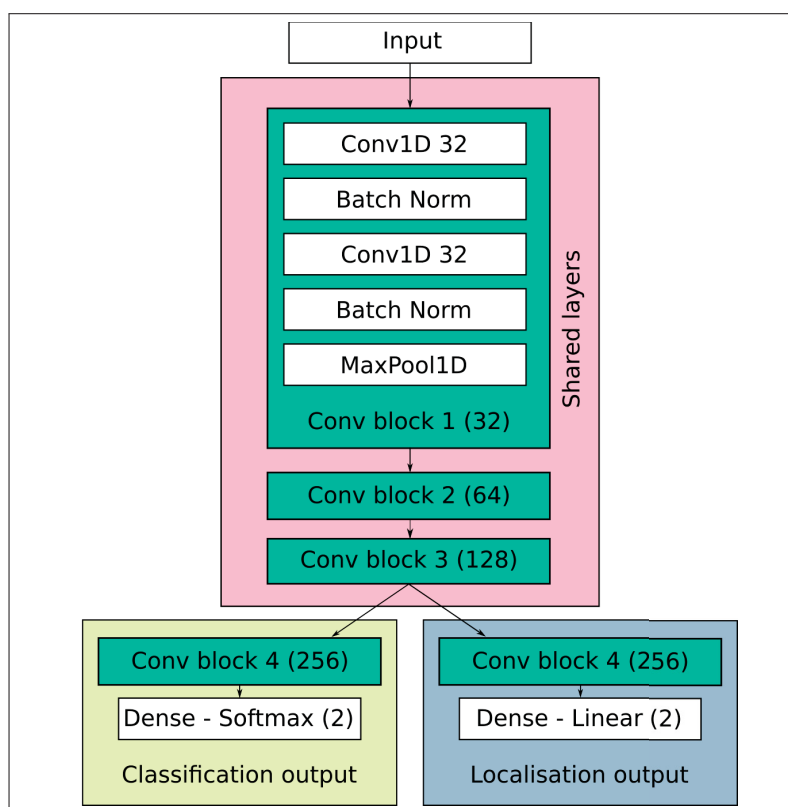 Input
Conv1D 32
Batch Norm
Conv1D 32
Batch Norm
MaxPool1D
Conv block 1 (32)
Shared layers
Conv block 2 (64)
Conv block 3 (128)
Conv block 4 (256)
Dense - Softmax (2)
Classification output
Conv block 4 (256)
Dense - Linear (2)
Localisation output